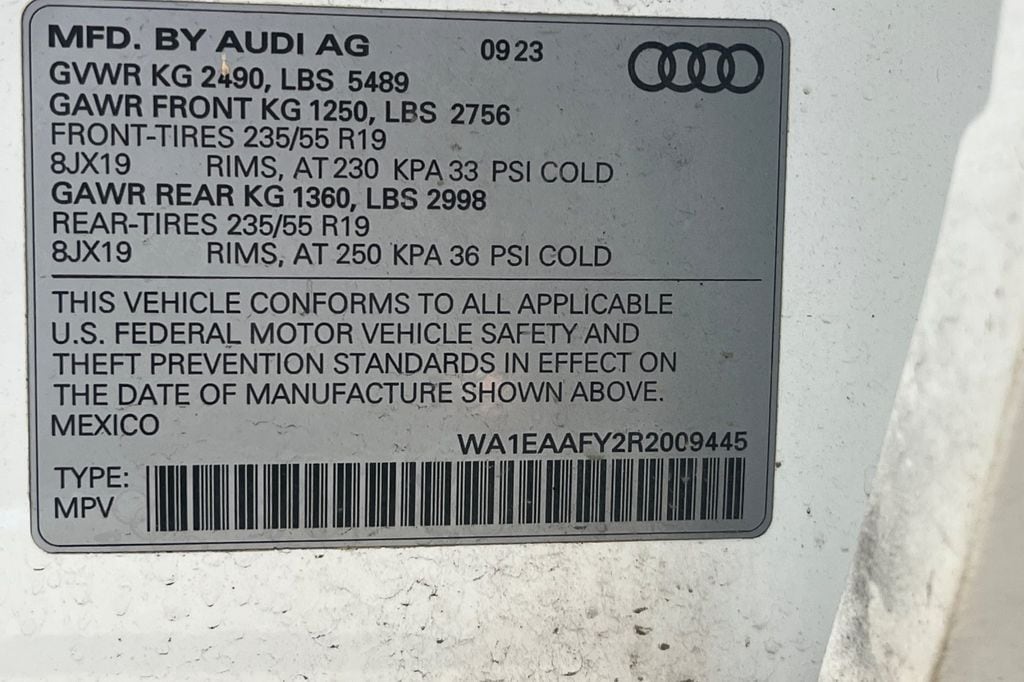 MFD. BY AUDI AG 09 23
GVWR KG 2490, LBS 5489
GAWR FRONT KG 1250, LBS 2756
FRONT-TIRES 235/55 R19
8JX19 RIMS, AT 230 KPA 33 PSI COLD
GAWR REAR KG 1360, LBS 2998
REAR-TIRES 235/55 R19
8JX19 RIMS, AT 250 KPA 36 PSI COLD
THIS VEHICLE CONFORMS TO ALL APPLICABLE
U.S. FEDERAL MOTOR VEHICLE SAFETY AND
THEFT PREVENTION STANDARDS IN EFFECT ON
THE DATE OF MANUFACTURE SHOWN ABOVE.
MEXICO
WA1EAAFY2R2009445
TYPE:
MPV